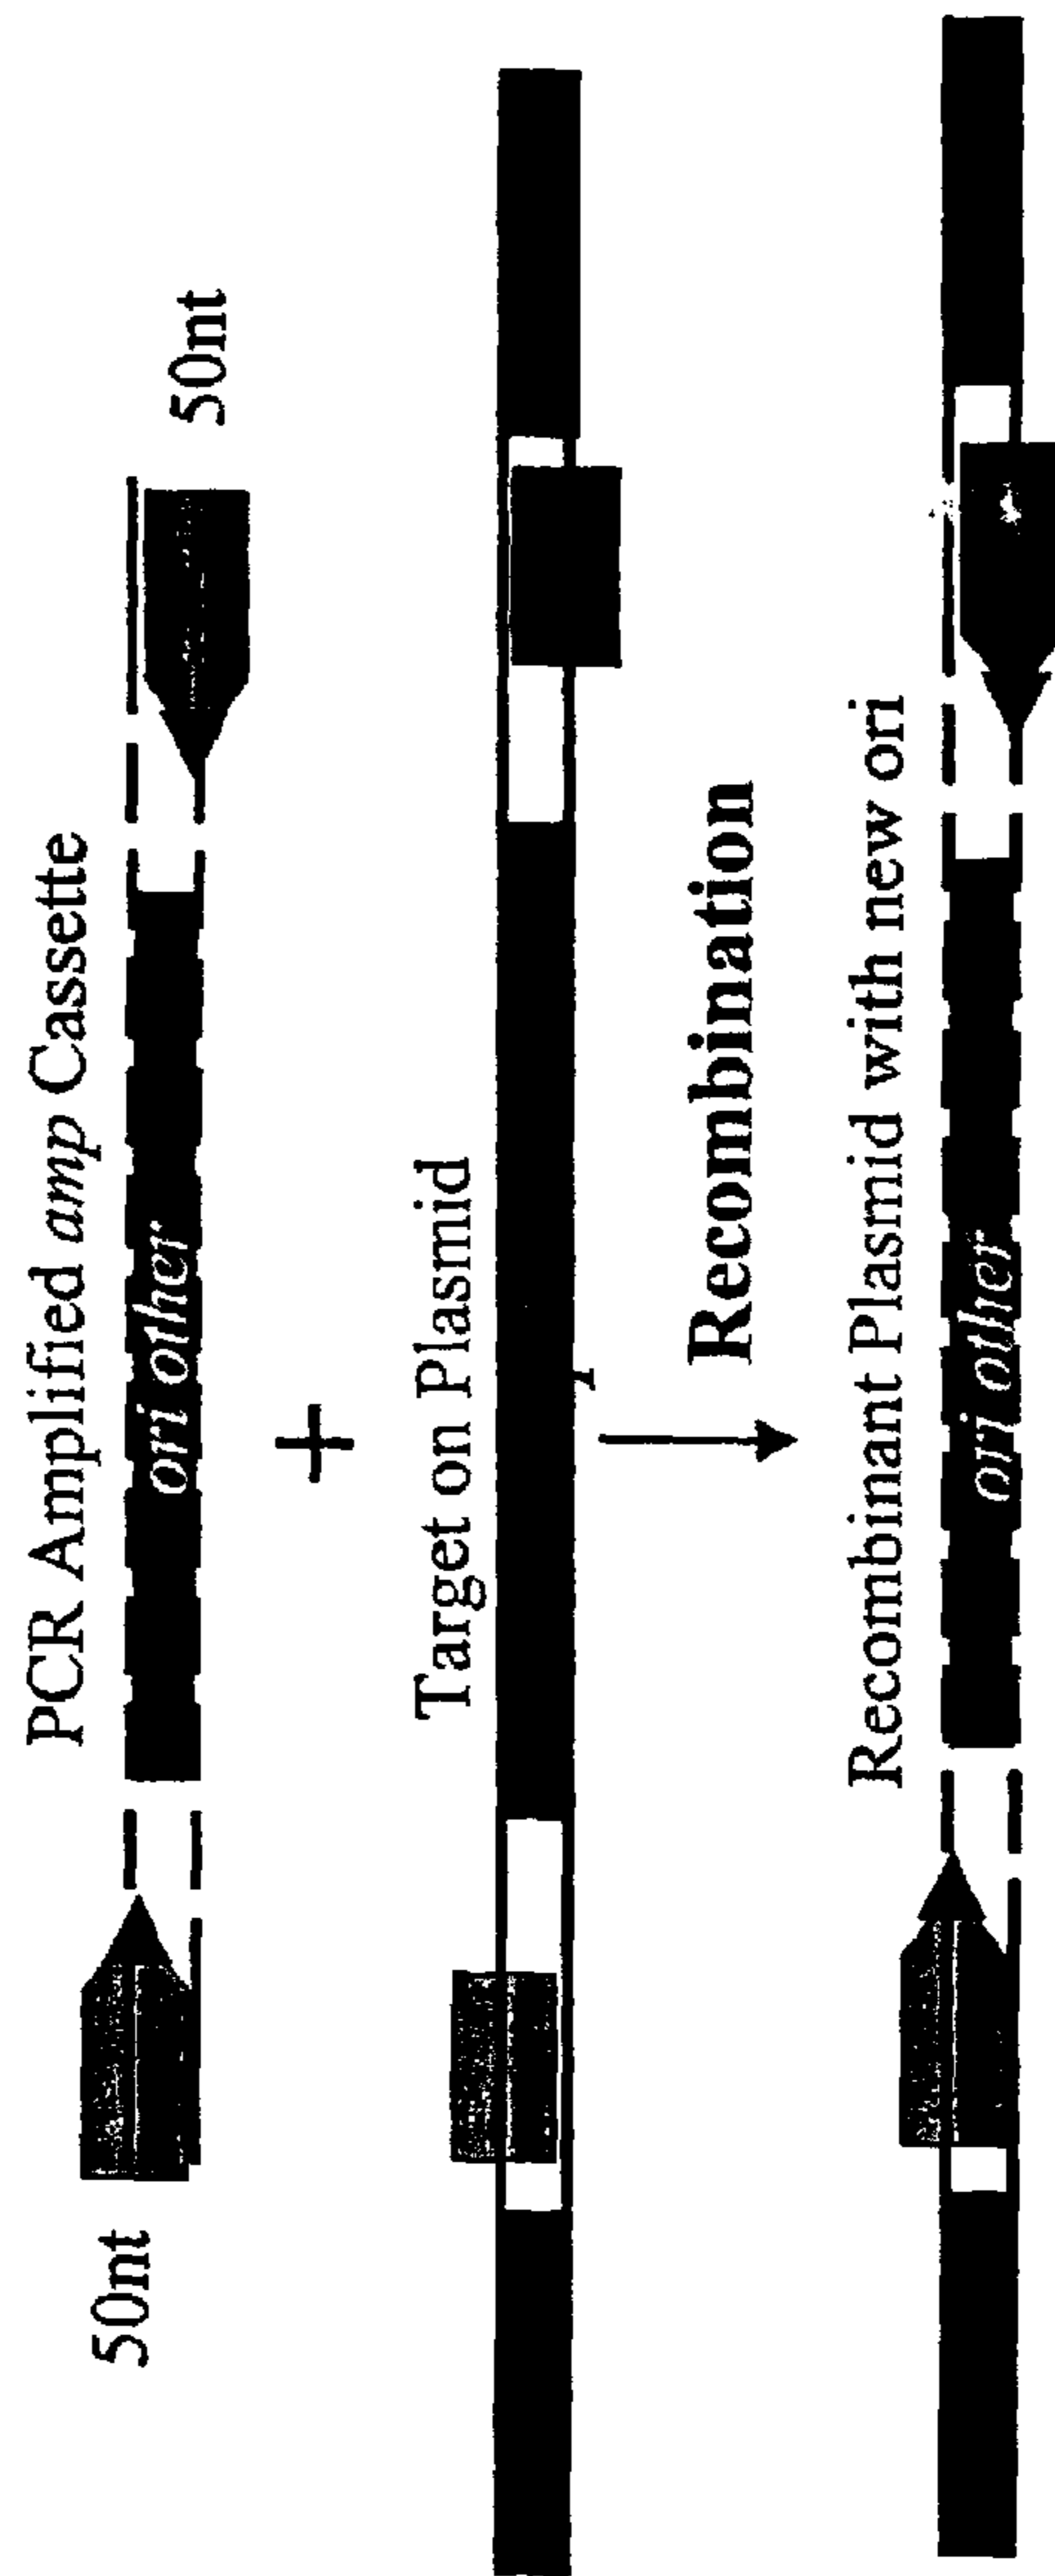 PCR Amplified amp Cassette
50nt
ori other
50nt
Target on Plasmid
Recombination
Recombinant Plasmid with new ori
ori other